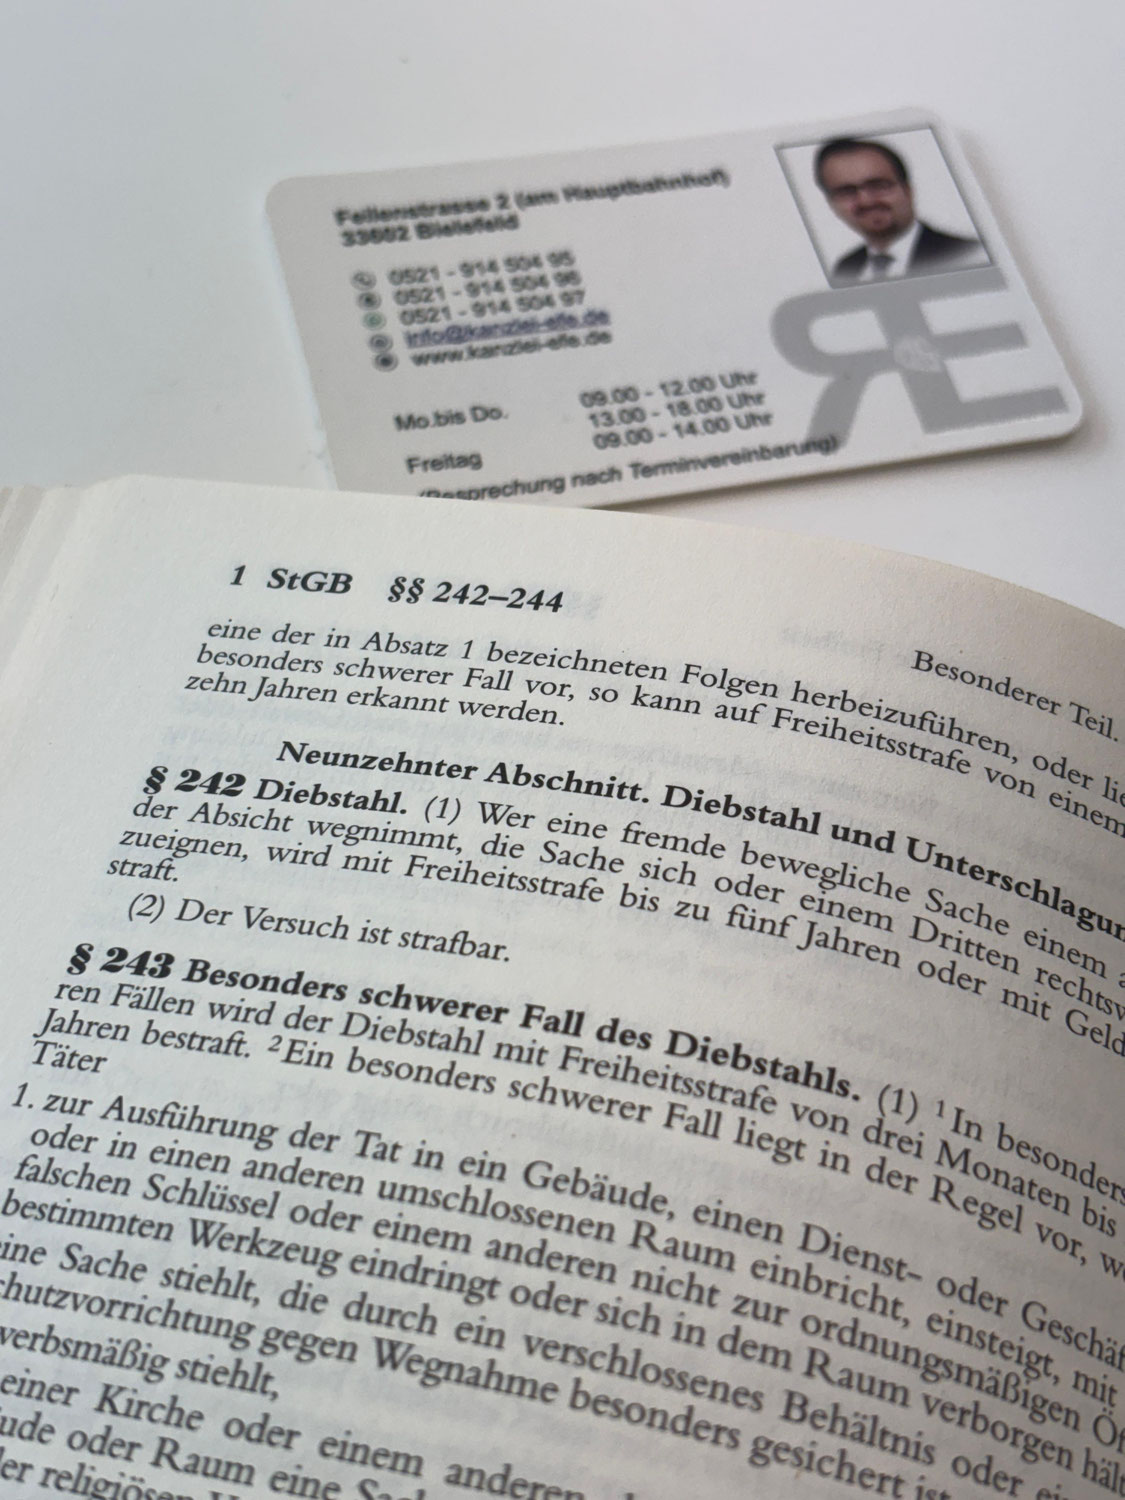 Feilenstrasse 2 (am Hauptbahnhof)
33602 Bielefeld
0521 - 914 504 95
0521 - 914 504 96
0521 - 914 504 97
info@kanzlei-efe.de
www.kanzlei-efe.de
Mo.bis Do. 09.00 - 12.00 Uhr
13.00 - 18.00 Uhr
Freitag 09.00 - 14.00 Uhr
(Besprechung nach Terminvereinbarung)
RE
1 StGB §§ 242–244
Besonderer Teil.
eine der in Absatz 1 bezeichneten Folgen herbeizuführen, oder lie
besonders schwerer Fall vor, so kann auf Freiheitsstrafe von einem
zehn Jahren erkannt werden.
Neunzehnter Abschnitt. Diebstahl und Unterschlagun
§ 242 Diebstahl. (1) Wer eine fremde bewegliche Sache einem a
der Absicht wegnimmt, die Sache sich oder einem Dritten rechtsw
zueignen, wird mit Freiheitsstrafe bis zu fünf Jahren oder mit Geld
straft.
(2) Der Versuch ist strafbar.
§ 243 Besonders schwerer Fall des Diebstahls. (1) ¹In besonders
ren Fällen wird der Diebstahl mit Freiheitsstrafe von drei Monaten bis
Jahren bestraft. ²Ein besonders schwerer Fall liegt in der Regel vor, we
Täter
1. zur Ausführung der Tat in ein Gebäude, einen Dienst- oder Geschäf
oder in einen anderen umschlossenen Raum einbricht, einsteigt, mit
falschen Schlüssel oder einem anderen nicht zur ordnungsmäßigen Öf
bestimmten Werkzeug eindringt oder sich in dem Raum verborgen hält
ine Sache stiehlt, die durch ein verschlossenes Behältnis oder ei
chutzvorrichtung gegen Wegnahme besonders gesichert ist
verbsmäßig stiehlt,
einer Kirche oder einem anderen
ude oder Raum eine Sac
er religiösen